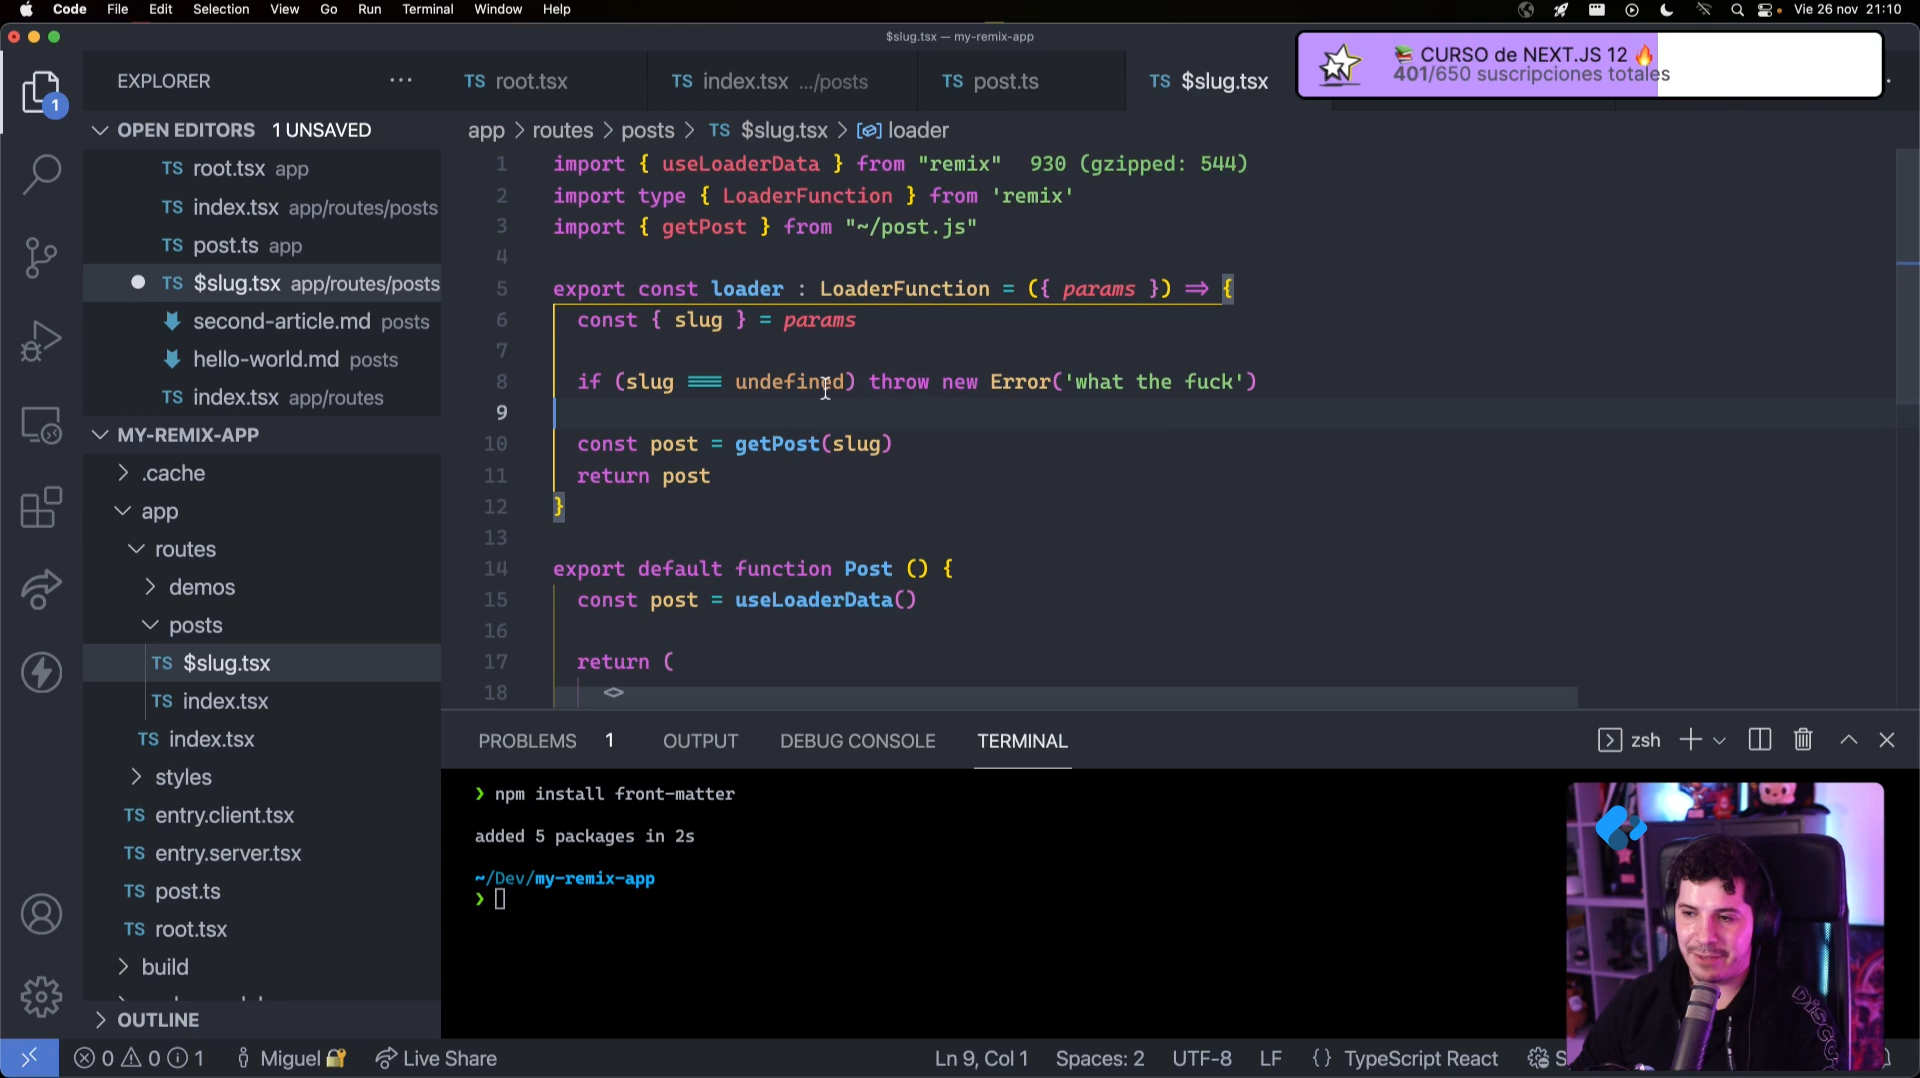 Code File Edit Selection View Go Run Terminal Window Help Vie 26 nov 21:10
$slug.tsx — my-remix-app
CURSO de NEXT.JS 12
401/650 suscripciones totales
EXPLORER
TS root.tsx
TS index.tsx .../posts
TS post.ts
TS $slug.tsx
1
OPEN EDITORS 1 UNSAVED
TS root.tsx app
TS index.tsx app/routes/posts
TS post.ts app
TS $slug.tsx app/routes/posts
second-article.md posts
hello-world.md posts
TS index.tsx app/routes
MY-REMIX-APP
.cache
app
routes
demos
posts
TS $slug.tsx
TS index.tsx
TS index.tsx
styles
TS entry.client.tsx
TS entry.server.tsx
TS post.ts
TS root.tsx
build
OUTLINE
app > routes > posts > TS $slug.tsx > loader
1 import { useLoaderData } from "remix" 930 (gzipped: 544)
2 import type { LoaderFunction } from 'remix'
3 import { getPost } from "~/post.js"
4
5 export const loader : LoaderFunction = ({ params }) => {
6 const { slug } = params
7
8 if (slug === undefined) throw new Error('what the fuck')
9
10 const post = getPost(slug)
11 return post
12 }
13
14 export default function Post () {
15 const post = useLoaderData()
16
17 return (
18 <>
PROBLEMS 1 OUTPUT DEBUG CONSOLE TERMINAL zsh
❯ npm install front-matter
added 5 packages in 2s
~/Dev/my-remix-app
❯
0 0 1 Miguel Live Share Ln 9, Col 1 Spaces: 2 UTF-8 LF {} TypeScript React